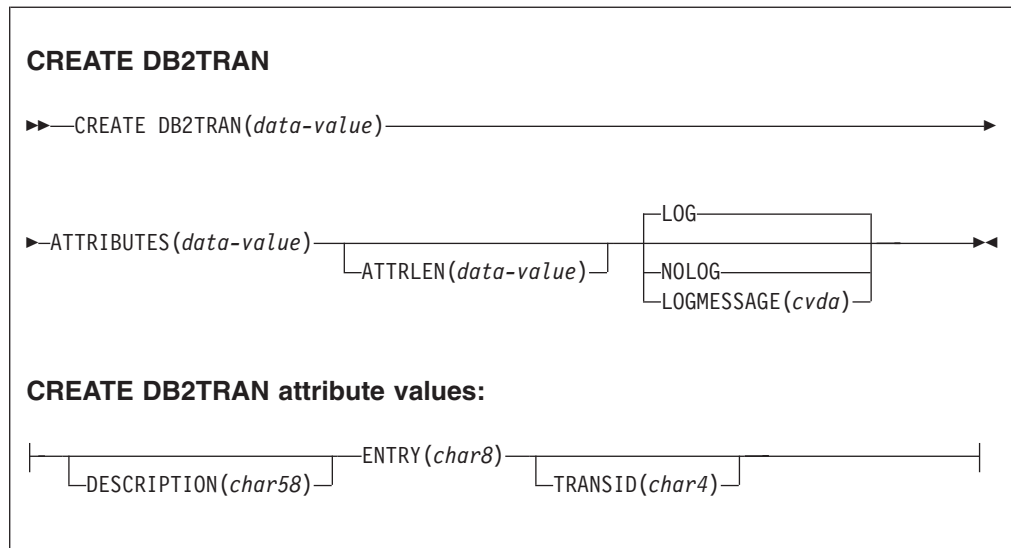 CREATE DB2TRAN
CREATE DB2TRAN(data-value)
LOG
ATTRIBUTES(data-value)
ATTRLEN(data-value)
NOLOG
LOGMESSAGE(cvda)
CREATE DB2TRAN attribute values:
ENTRY(char8)
DESCRIPTION(char58)
TRANSID(char4)